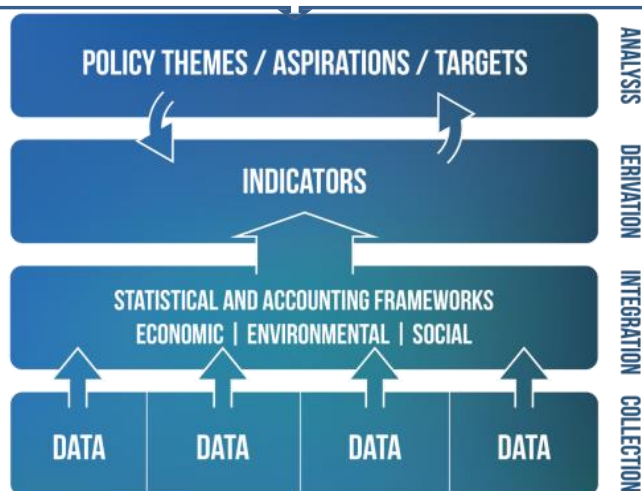 POLICY THEMES / ASPIRATIONS / TARGETS
ANALYSIS
INDICATORS
DERIVATION
STATISTICAL AND ACCOUNTING FRAMEWORKS
ECONOMIC | ENVIRONMENTAL | SOCIAL
INTEGRATION
DATA
DATA
DATA
DATA
COLLECTION